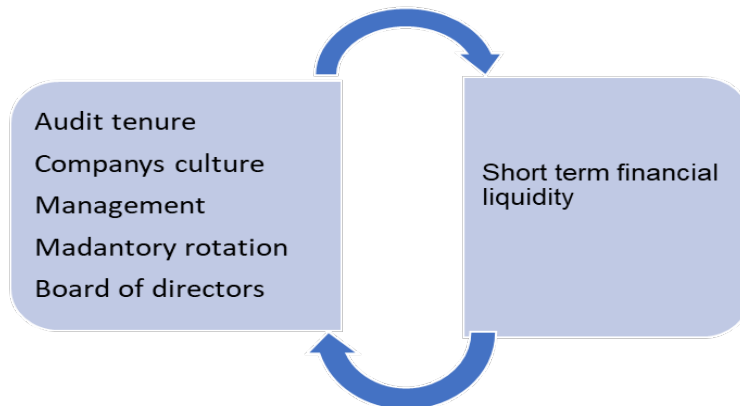 Audit tenure
Companys culture
Management
Madantory rotation
Board of directors
Short term financial
liquidity